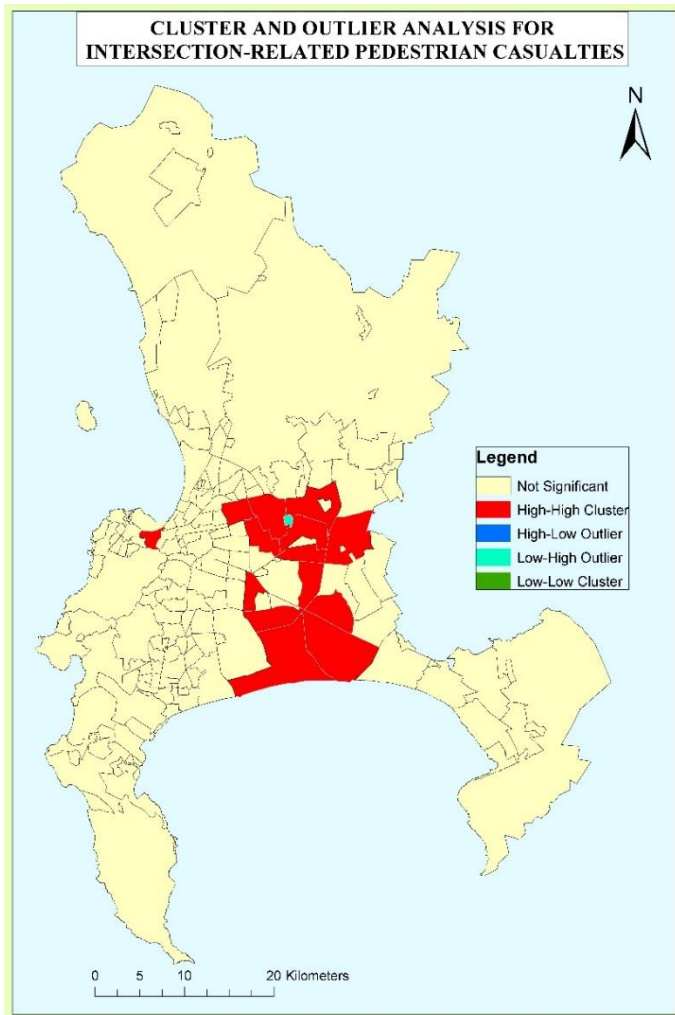 CLUSTER AND OUTLIER ANALYSIS FOR
INTERSECTION-RELATED PEDESTRIAN CASUALTIES
N
Legend
Not Significant
High-High Cluster
High-Low Outlier
Low-High Outlier
Low-Low Cluster
0 5 10 20 Kilometers